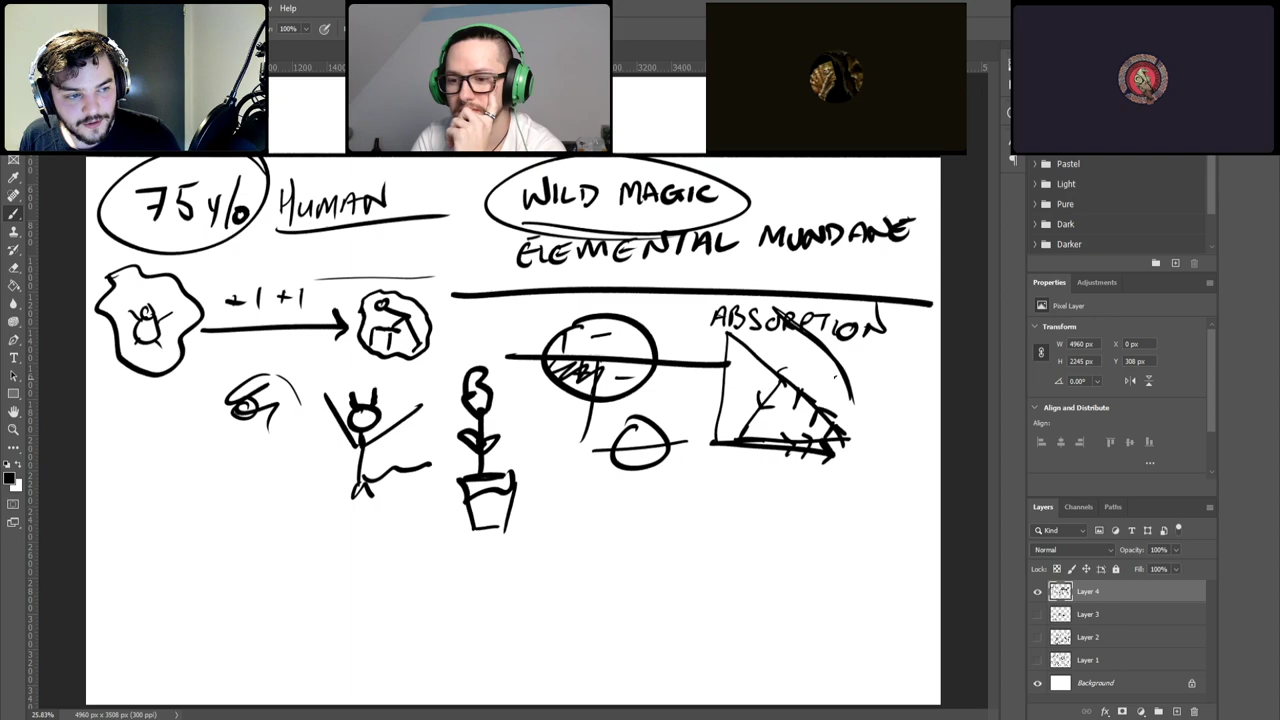 Help
100%
1200 1400
3200 3400
Pastel
Light
Pure
Dark
Darker
Properties Adjustments
Pixel Layer
Transform
W 4960 px X 0 px
H 2245 px Y 308 px
0.00°
Align and Distribute
Align:
Layers Channels Paths
Kind
Normal Opacity: 100%
Lock: Fill: 100%
Layer 4
Layer 3
Layer 2
Layer 1
Background
75 y/o HUMAN
WILD MAGIC
ELEMENTAL MUNDANE
-1 +1
ABSORPTION
25.83% 4960 px x 3508 px (300 ppi)